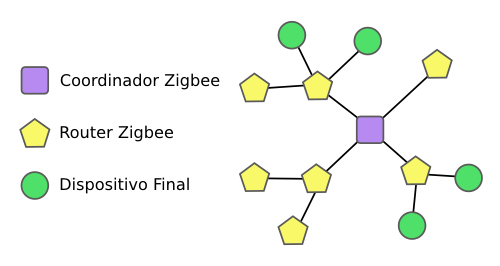 Coordinador Zigbee
Router Zigbee
Dispositivo Final